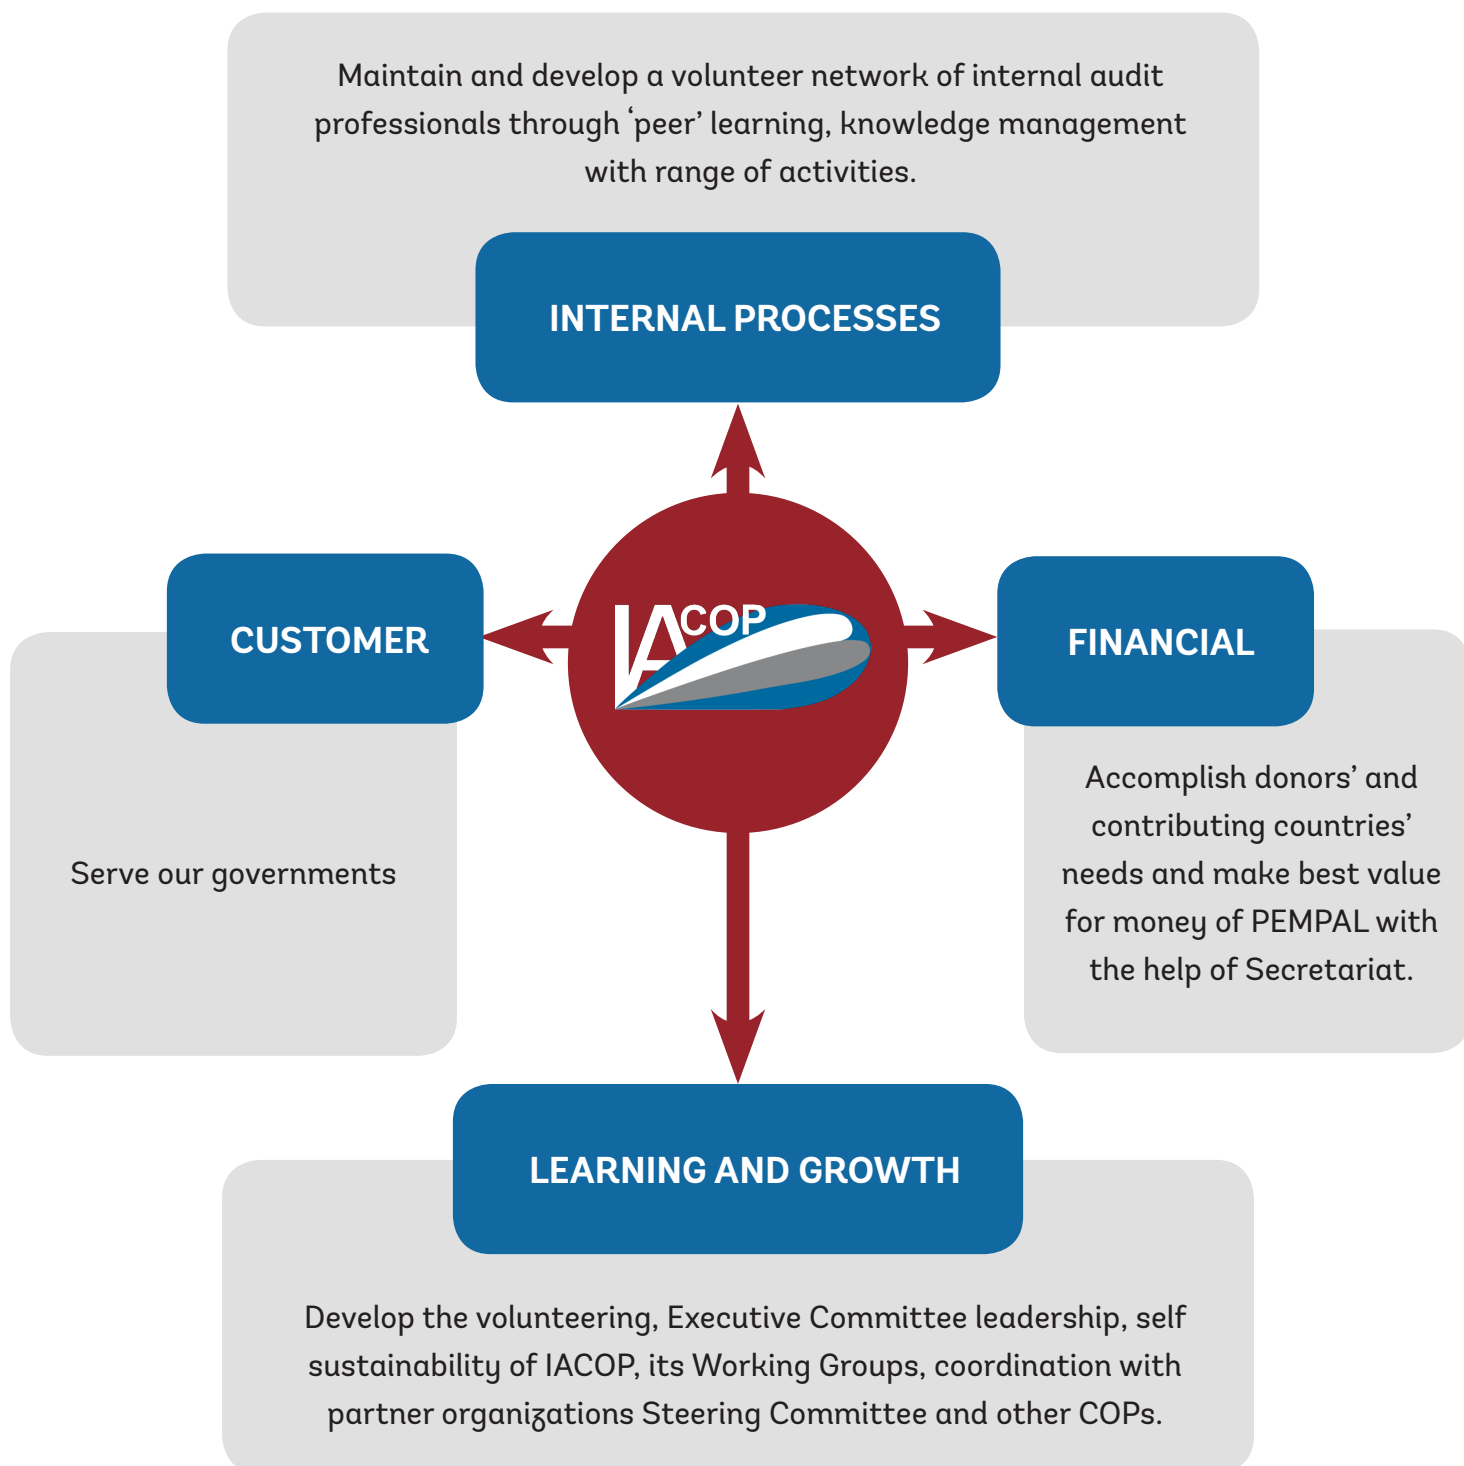 Maintain and develop a volunteer network of internal audit
professionals through ‘peer’ learning, knowledge management
with range of activities.
INTERNAL PROCESSES
IACOP
CUSTOMER
Serve our governments
FINANCIAL
Accomplish donors’ and
contributing countries’
needs and make best value
for money of PEMPAL with
the help of Secretariat.
LEARNING AND GROWTH
Develop the volunteering, Executive Committee leadership, self
sustainability of IACOP, its Working Groups, coordination with
partner organizations Steering Committee and other COPs.